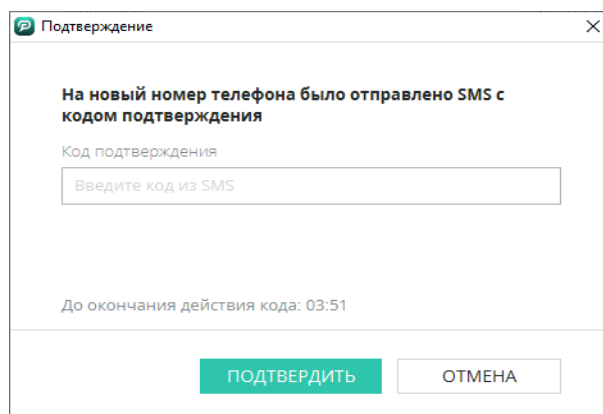 Подтверждение
На новый номер телефона было отправлено SMS с
кодом подтверждения
Код подтверждения
Введите код из SMS
До окончания действия кода: 03:51
ПОДТВЕРДИТЬ
ОТМЕНА